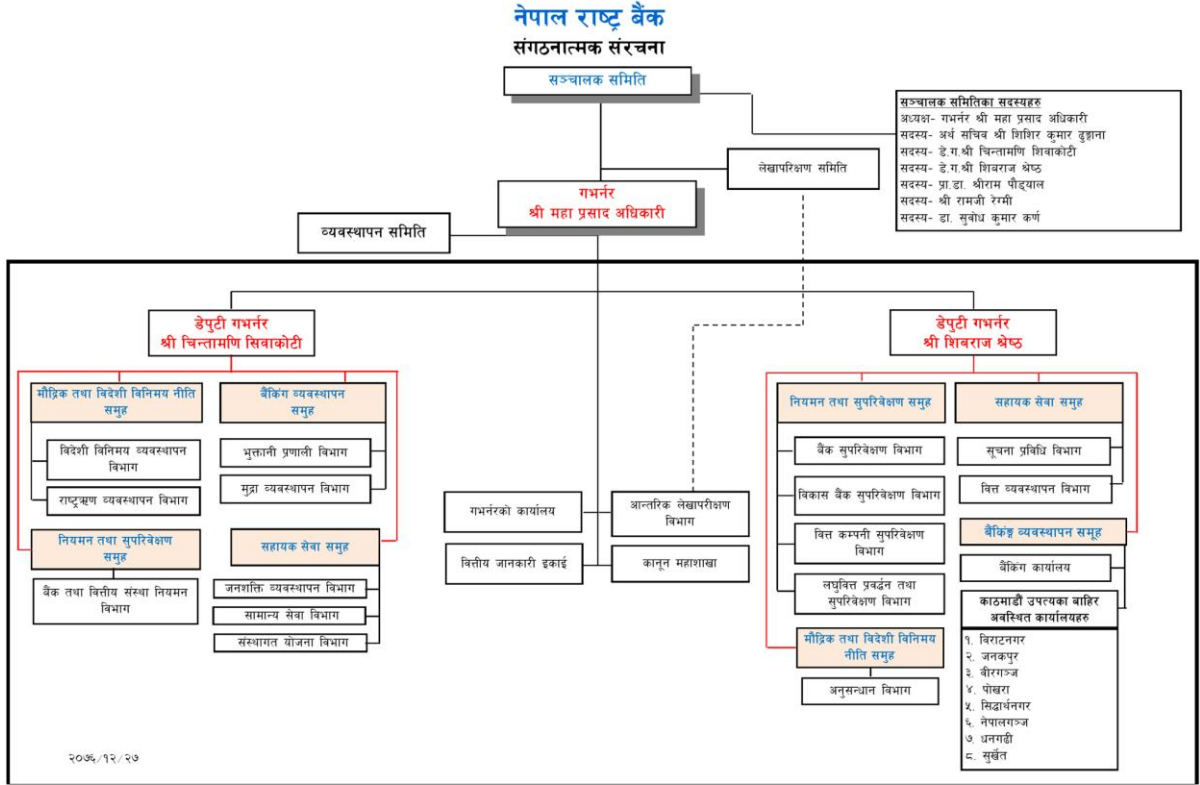 नेपाल राष्ट्र बैंक
संगठनात्मक संरचना
सञ्चालक समिति
सञ्चालक समितिका सदस्यहरु
अध्यक्ष- गभर्नर श्री महा प्रसाद अधिकारी
सदस्य- अर्थ सचिव श्री शिशिर कुमार ढुङ्गाना
सदस्य- डे.ग.श्री चिन्तामणि शिवाकोटी
सदस्य- डे.ग.श्री शिबराज श्रेष्ठ
सदस्य- प्रा.डा. श्रीराम पौड्याल
सदस्य- श्री रामजी रेग्मी
सदस्य- डा. सुवोध कुमार कर्ण
लेखापरिक्षण समिति
गभर्नर
श्री महा प्रसाद अधिकारी
व्यवस्थापन समिति
डेपुटी गभर्नर
श्री चिन्तामणि सिवाकोटी
मौद्रिक तथा विदेशी विनिमय नीति
समुह
विदेशी विनिमय व्यवस्थापन
विभाग
राष्ट्रऋण व्यवस्थापन विभाग
बैंकिंग व्यवस्थापन
समुह
भुक्तानी प्रणाली विभाग
मुद्रा व्यवस्थापन विभाग
नियमन तथा सुपरिवेक्षण
समुह
बैंक तथा वित्तीय संस्था नियमन
विभाग
सहायक सेवा समुह
जनशक्ति व्यवस्थापन विभाग
सामान्य सेवा विभाग
संस्थागत योजना विभाग
गभर्नरको कार्यालय
आन्तरिक लेखापरीक्षण
विभाग
वित्तीय जानकारी इकाई
कानून महाशाखा
डेपुटी गभर्नर
श्री शिबराज श्रेष्ठ
नियमन तथा सुपरिवेक्षण समुह
बैंक सुपरिवेक्षण विभाग
विकास बैंक सुपरिवेक्षण विभाग
वित्त कम्पनी सुपरिवेक्षण
विभाग
लघुवित्त प्रवर्द्धन तथा
सुपरिवेक्षण विभाग
मौद्रिक तथा विदेशी विनिमय
नीति समुह
अनुसन्धान विभाग
सहायक सेवा समुह
सूचना प्रविधि विभाग
वित्त व्यवस्थापन विभाग
बैंकिङ्ग व्यवस्थापन समूह
बैंकिंग कार्यालय
काठमाडौं उपत्यका बाहिर
अवस्थित कार्यालयहरु
१. विराटनगर
२. जनकपुर
३. वीरगञ्ज
४. पोखरा
५. सिद्धार्थनगर
६. नेपालगञ्ज
७. धनगढी
८. सुर्खेत
२०७६/१२/२७